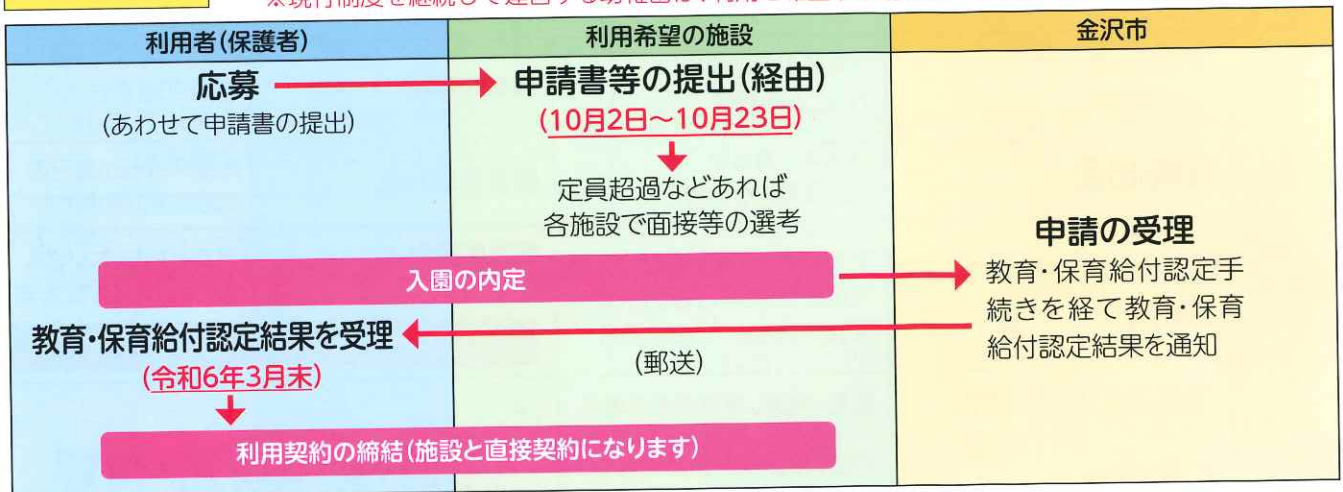 利用者(保護者)
利用希望の施設
金沢市
応募
(あわせて申請書の提出)
申請書等の提出(経由)
(10月2日～10月23日)
定員超過などあれば
各施設で面接等の選考
入園の内定
申請の受理
教育・保育給付認定手
続きを経て教育・保育
給付認定結果を通知
教育・保育給付認定結果を受理
(令和6年3月末)
(郵送)
利用契約の締結(施設と直接契約になります)